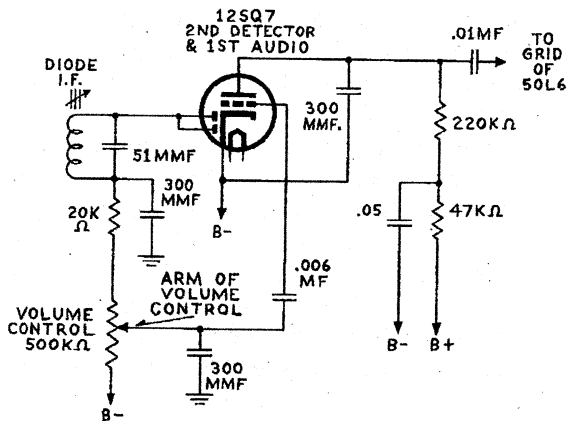 12SQ7
2ND DETECTOR
& 1ST AUDIO
.01MF
TO
GRID
OF
50L6
DIODE
I.F.
300
MMF.
220KΩ
51MMF
300
MMF
20K
Ω
.05
47KΩ
B-
.006
MF
ARM OF
VOLUME
CONTROL
VOLUME
CONTROL
500KΩ
B-
B+
300
MMF
B-